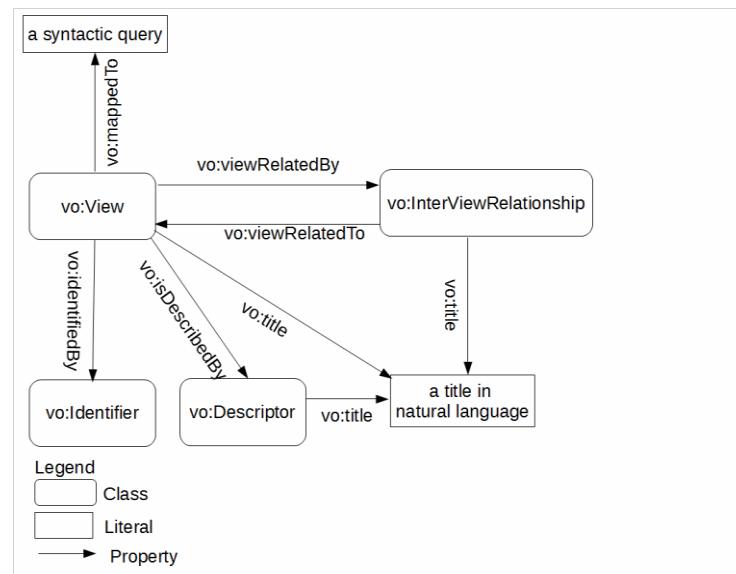 a syntactic query
vo:mappedTo
vo:viewRelatedBy
vo:View
vo:InterViewRelationship
vo:viewRelatedTo
vo:identifiedBy
vo:isDescribedBy
vo:title
vo:title
a title in
natural language
vo:Identifier
vo:Descriptor
vo:title
Legend
Class
Literal
Property